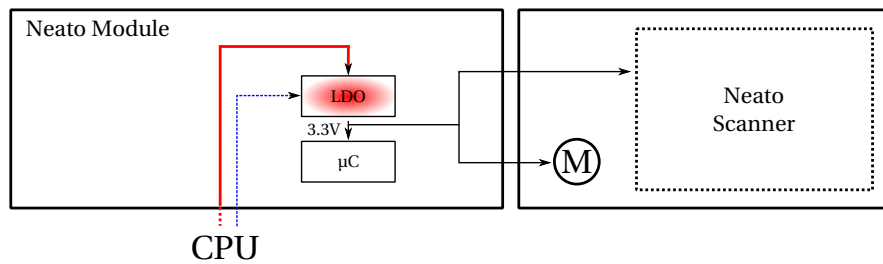 Neato Module
LDO
3.3V
µC
M
Neato
Scanner
CPU